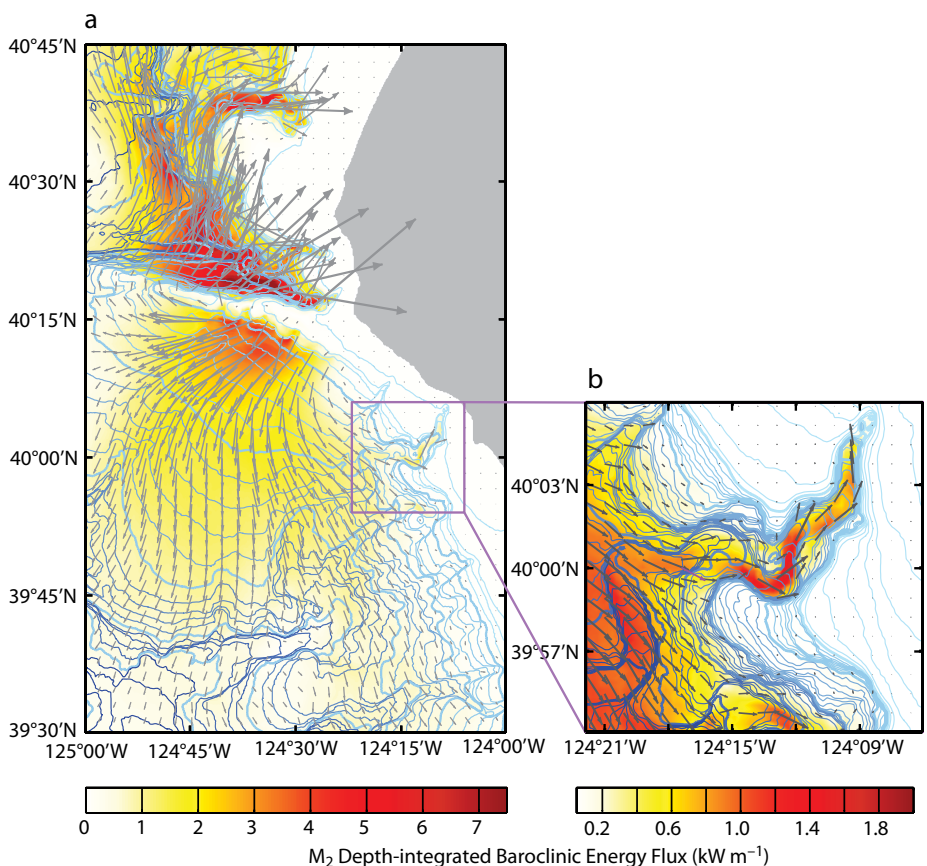 a
40°45′N
40°30′N
40°15′N
40°00′N
39°45′N
39°30′N
125°00′W 124°45′W 124°30′W 124°15′W 124°00′W
b
40°03′N
40°00′N
39°57′N
124°21′W 124°15′W 124°09′W
0 1 2 3 4 5 6 7
0.2 0.6 1.0 1.4 1.8
M₂ Depth-integrated Baroclinic Energy Flux (kW m⁻¹)